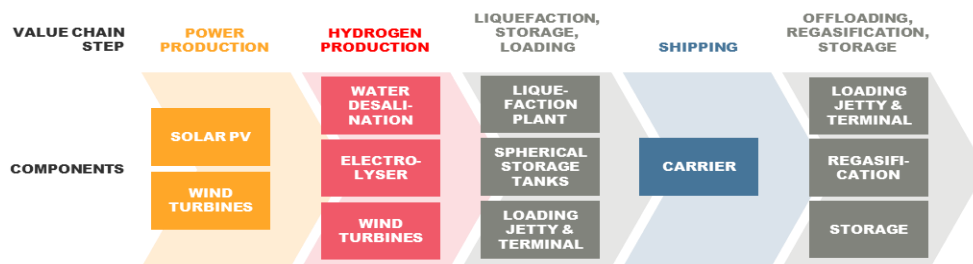 VALUE CHAIN
STEP
POWER
PRODUCTION
HYDROGEN
PRODUCTION
LIQUEFACTION,
STORAGE,
LOADING
SHIPPING
OFFLOADING,
REGASIFICATION,
STORAGE
COMPONENTS
SOLAR PV
WIND
TURBINES
WATER
DESALI-
NATION
ELECTRO-
LYSER
WIND
TURBINES
LIQUE-
FACTION
PLANT
SPHERICAL
STORAGE
TANKS
LOADING
JETTY &
TERMINAL
CARRIER
LOADING
JETTY &
TERMINAL
REGASIFI-
CATION
STORAGE